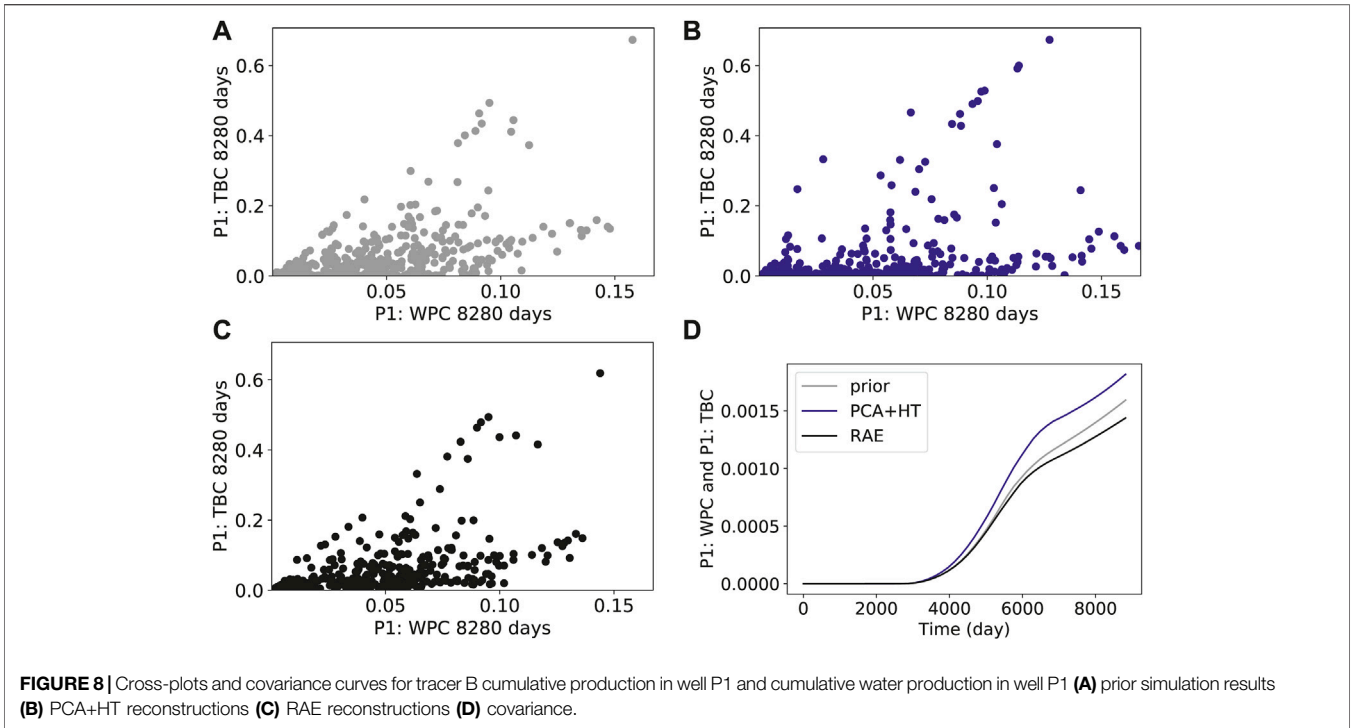 A
P1: TBC 8280 days
0.6
0.4
0.2
0.0
0.05 0.10 0.15
P1: WPC 8280 days
B
P1: TBC 8280 days
0.6
0.4
0.2
0.0
0.05 0.10 0.15
P1: WPC 8280 days
C
P1: TBC 8280 days
0.6
0.4
0.2
0.0
0.05 0.10 0.15
P1: WPC 8280 days
D
P1: WPC and P1: TBC
0.0015
0.0010
0.0005
0.0000
prior
PCA+HT
RAE
0 2000 4000 6000 8000
Time (day)
FIGURE 8 | Cross-plots and covariance curves for tracer B cumulative production in well P1 and cumulative water production in well P1 (A) prior simulation results
(B) PCA+HT reconstructions (C) RAE reconstructions (D) covariance.